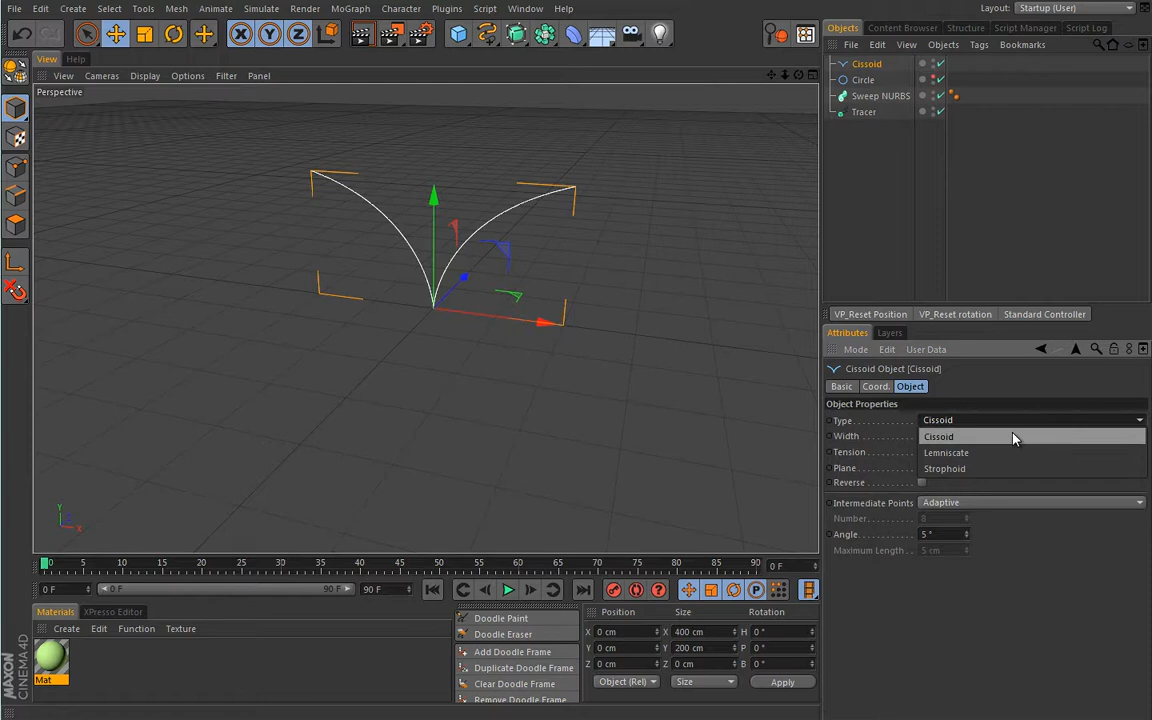 File Edit Create Select Tools Mesh Animate Simulate Render MoGraph Character Plugins Script Window Help
Layout: Startup (User)
X Y Z
View Help
Objects Content Browser Structure Script Manager Script Log
View Cameras Display Options Filter Panel
File Edit View Objects Tags Bookmarks
Perspective
Cissoid
Circle
Sweep NURBS
Tracer
VP_Reset Position VP_Reset rotation Standard Controller
Attributes Layers
Mode Edit User Data
Cissoid Object [Cissoid]
Basic Coord. Object
Object Properties
Type Cissoid
Width Cissoid
Tension Lemniscate
Plane Strophoid
Reverse
Intermediate Points Adaptive
Number 8
Angle 5 °
Maximum Length 5 cm
Y
Z
X
0 5 10 15 20 25 30 35 40 45 50 55 60 65 70 75 80 85 90 0 F
0 F 0 F 90 F 90 F
P
Materials XPresso Editor
Create Edit Function Texture
Mat
MAXON
CINEMA 4D
Doodle Paint
Doodle Eraser
Add Doodle Frame
Duplicate Doodle Frame
Clear Doodle Frame
Remove Doodle Frame
Position Size Rotation
X 0 cm X 400 cm H 0 °
Y 0 cm Y 200 cm P 0 °
Z 0 cm Z 0 cm B 0 °
Object (Rel) Size Apply